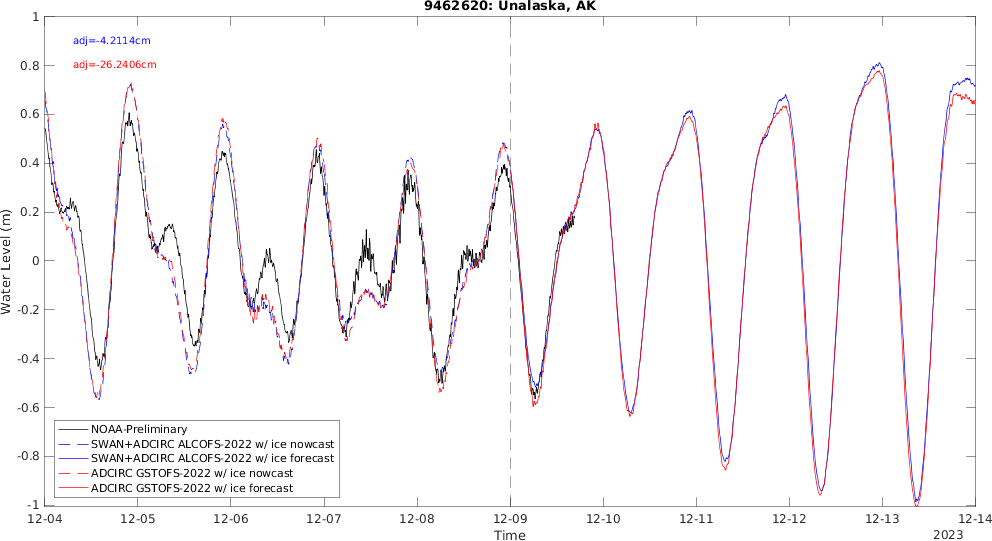 9462620: Unalaska, AK
adj=-4.2114cm
adj=-26.2406cm
Water Level (m)
1
0.8
0.6
0.4
0.2
0
-0.2
-0.4
-0.6
-0.8
-1
NOAA-Preliminary
SWAN+ADCIRC ALCOFS-2022 w/ ice nowcast
SWAN+ADCIRC ALCOFS-2022 w/ ice forecast
ADCIRC GSTOFS-2022 w/ ice nowcast
ADCIRC GSTOFS-2022 w/ ice forecast
12-04 12-05 12-06 12-07 12-08 12-09 12-10 12-11 12-12 12-13 12-14
Time
2023